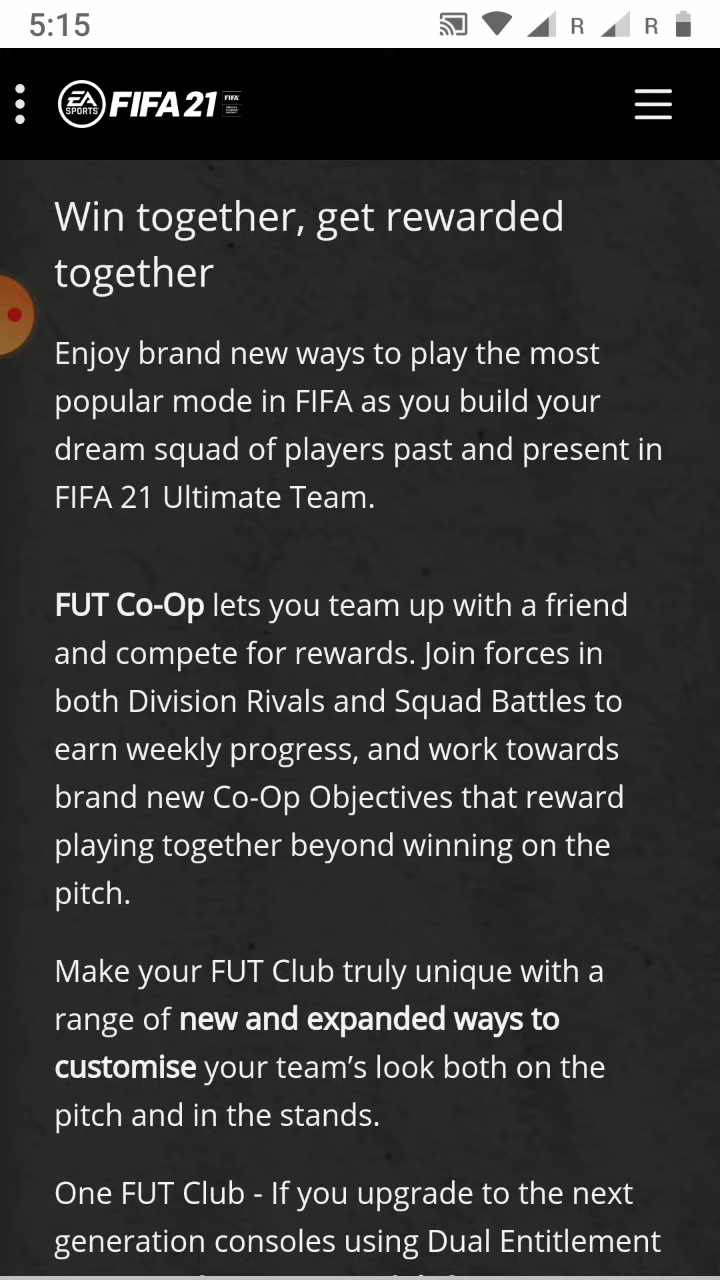 5:15
R
R
EA
SPORTS
FIFA 21
FIFA
Win together, get rewarded
together
Enjoy brand new ways to play the most
popular mode in FIFA as you build your
dream squad of players past and present in
FIFA 21 Ultimate Team.
FUT Co-Op lets you team up with a friend
and compete for rewards. Join forces in
both Division Rivals and Squad Battles to
earn weekly progress, and work towards
brand new Co-Op Objectives that reward
playing together beyond winning on the
pitch.
Make your FUT Club truly unique with a
range of new and expanded ways to
customise your team’s look both on the
pitch and in the stands.
One FUT Club - If you upgrade to the next
generation consoles using Dual Entitlement